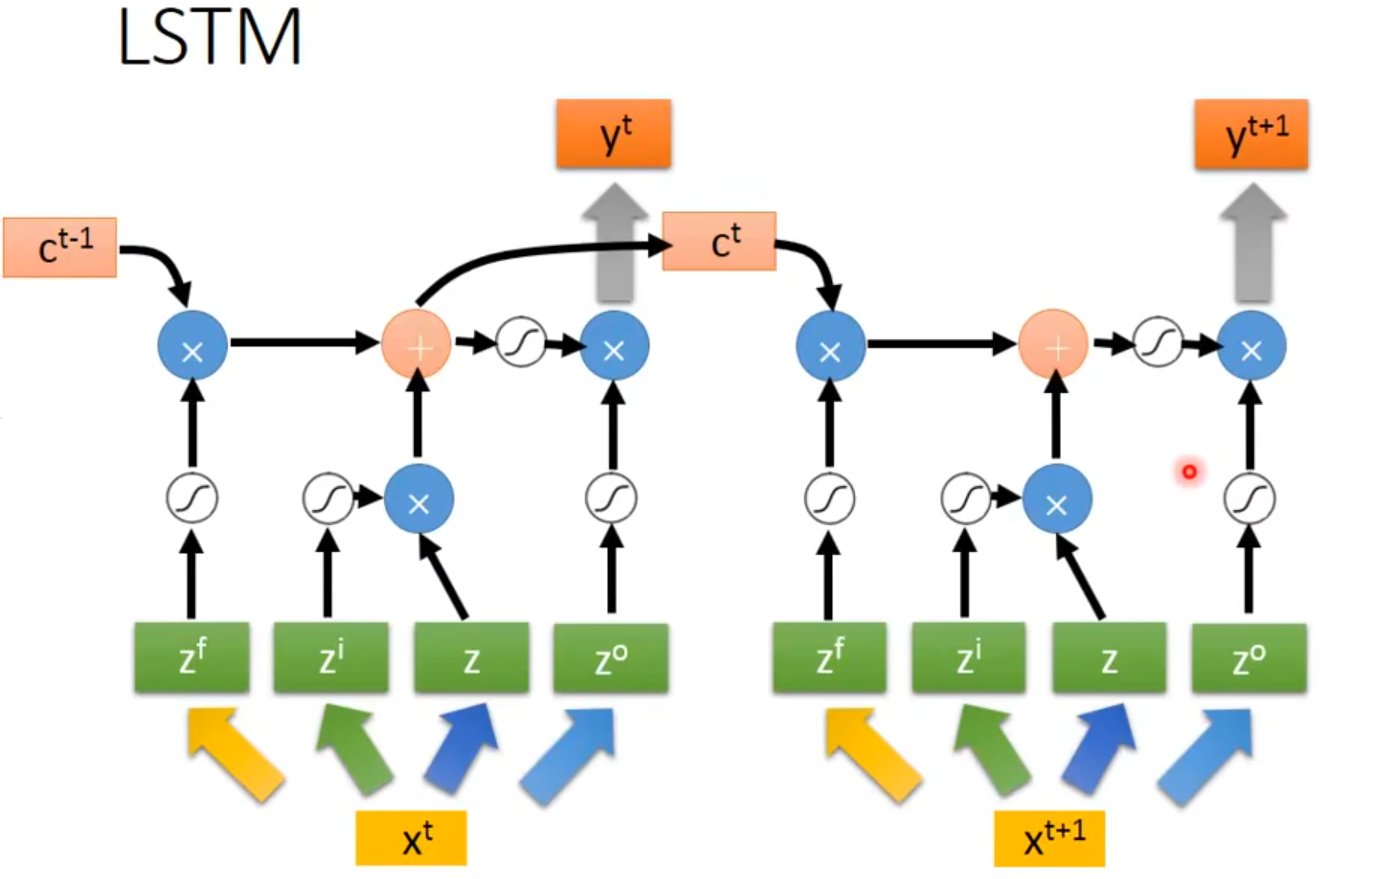 LSTM
y^t
y^{t+1}
c^{t-1}
c^t
×
+
×
×
+
×
×
×
z^f
z^i
z
z^o
z^f
z^i
z
z^o
x^t
x^{t+1}